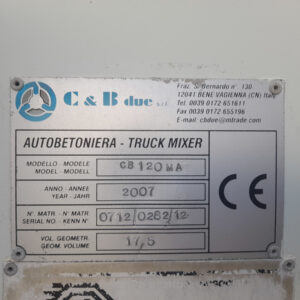 C & B due s.r.l.
Fraz. S. Bernardo n° 130
12041 BENE VAGIENNA (CN) Italy
Tel. 0039 0172 651611
Fax 0039 0172 655196
E-mail: cbdue@mtrade.com
AUTOBETONIERA - TRUCK MIXER
MODELLO - MODELE
MODEL - MODELL
CB 120 MA
ANNO - ANNEE
YEAR - JAHR
2007
N° MATR. - N° MATR
SERIAL NO. - KENN N°
0712/0282/12
VOL. GEOMETR.
GEOM. VOLUME
17,5
CE